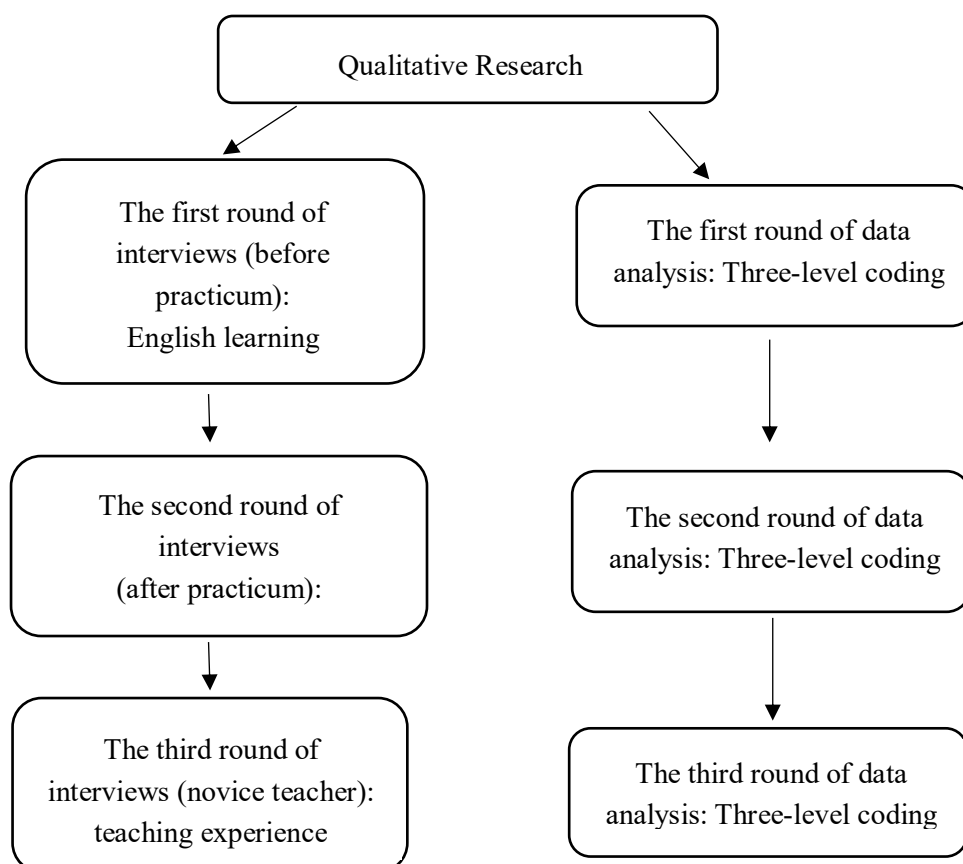 Qualitative Research
The first round of
interviews (before
practicum):
English learning
The first round of data
analysis: Three-level coding
The second round of
interviews
(after practicum):
The second round of data
analysis: Three-level coding
The third round of
interviews (novice teacher):
teaching experience
The third round of data
analysis: Three-level coding